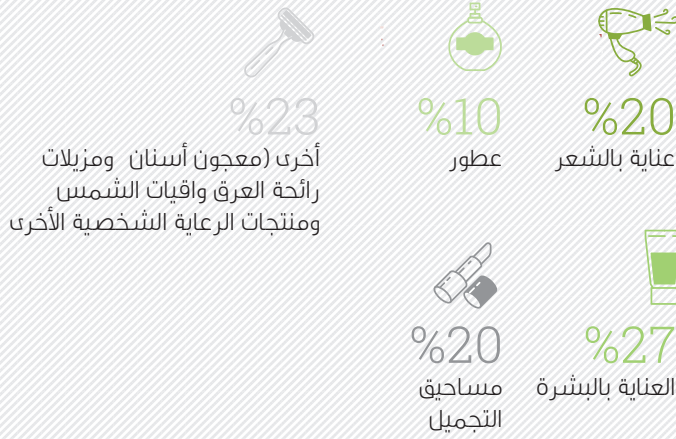 %20
عناية بالشعر
%10
عطور
%23
أخرى (معجون أسنان ومزيلات
رائحة العرق واقيات الشمس
ومنتجات الرعاية الشخصية الأخرى
%27
العناية بالبشرة
%20
مساحيق
التجميل